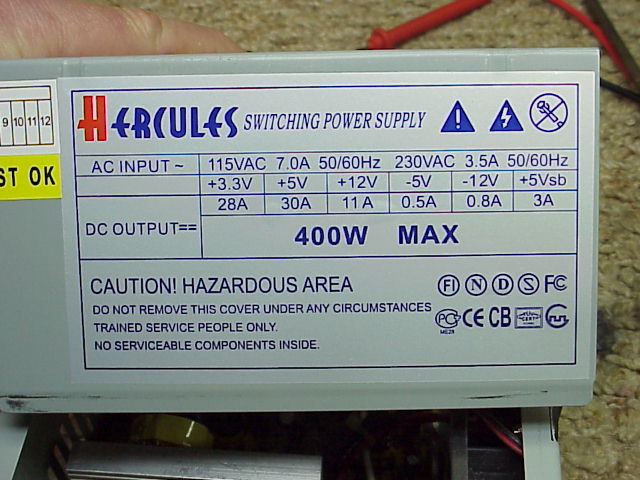 HERCULES SWITCHING POWER SUPPLY
9 10 11 12
ST OK
AC INPUT ~ 115VAC 7.0A 50/60Hz 230VAC 3.5A 50/60Hz
+3.3V +5V +12V -5V -12V +5Vsb
28A 30A 11A 0.5A 0.8A 3A
DC OUTPUT==
400W MAX
CAUTION! HAZARDOUS AREA
FI N D S FC
DO NOT REMOVE THIS COVER UNDER ANY CIRCUMSTANCES
TRAINED SERVICE PEOPLE ONLY.
NO SERVICEABLE COMPONENTS INSIDE.
PC CE CB